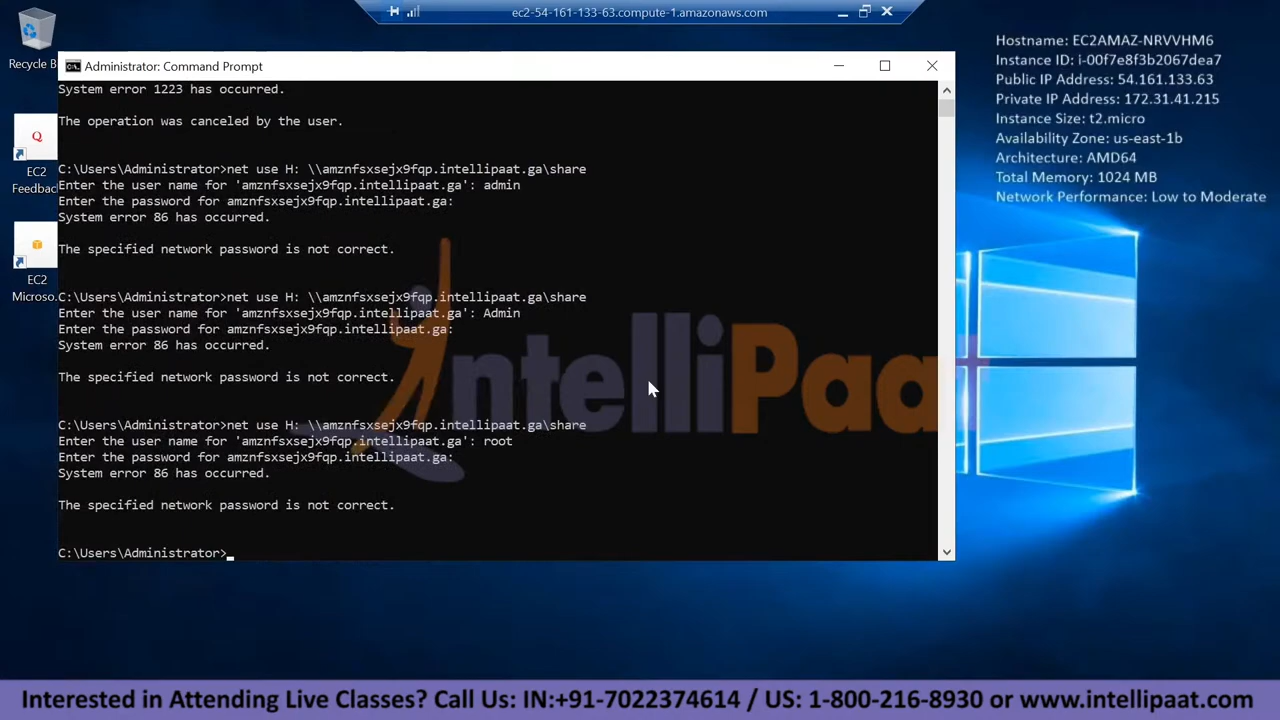 ec2-54-161-133-63.compute-1.amazonaws.com
Recycle B
EC2
Feedbac
EC2
Microso.
Administrator: Command Prompt
System error 1223 has occurred.
The operation was canceled by the user.
C:\Users\Administrator>net use H: \\amznfsxsejx9fqp.intellipaat.ga\share
Enter the user name for 'amznfsxsejx9fqp.intellipaat.ga': admin
Enter the password for amznfsxsejx9fqp.intellipaat.ga:
System error 86 has occurred.
The specified network password is not correct.
C:\Users\Administrator>net use H: \\amznfsxsejx9fqp.intellipaat.ga\share
Enter the user name for 'amznfsxsejx9fqp.intellipaat.ga': Admin
Enter the password for amznfsxsejx9fqp.intellipaat.ga:
System error 86 has occurred.
The specified network password is not correct.
C:\Users\Administrator>net use H: \\amznfsxsejx9fqp.intellipaat.ga\share
Enter the user name for 'amznfsxsejx9fqp.intellipaat.ga': root
Enter the password for amznfsxsejx9fqp.intellipaat.ga:
System error 86 has occurred.
The specified network password is not correct.
C:\Users\Administrator>
IntelliPaat
Hostname: EC2AMAZ-NRVVHM6
Instance ID: i-00f7e8f3b2067dea7
Public IP Address: 54.161.133.63
Private IP Address: 172.31.41.215
Instance Size: t2.micro
Availability Zone: us-east-1b
Architecture: AMD64
Total Memory: 1024 MB
Network Performance: Low to Moderate
Interested in Attending Live Classes? Call Us: IN:+91-7022374614 / US: 1-800-216-8930 or www.intellipaat.com